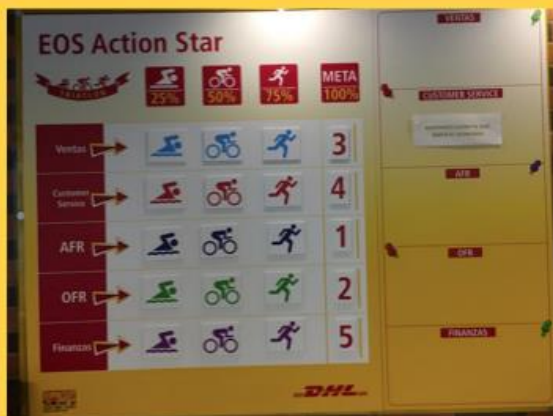 EOS Action Star
TRIATLÓN
25% 50% 75% META 100%
Ventas 3
Customer Service 4
AFR 1
OFR 2
Finanzas 5
DHL
VENTAS
CUSTOMER SERVICE
AFR
OFR
FINANZAS